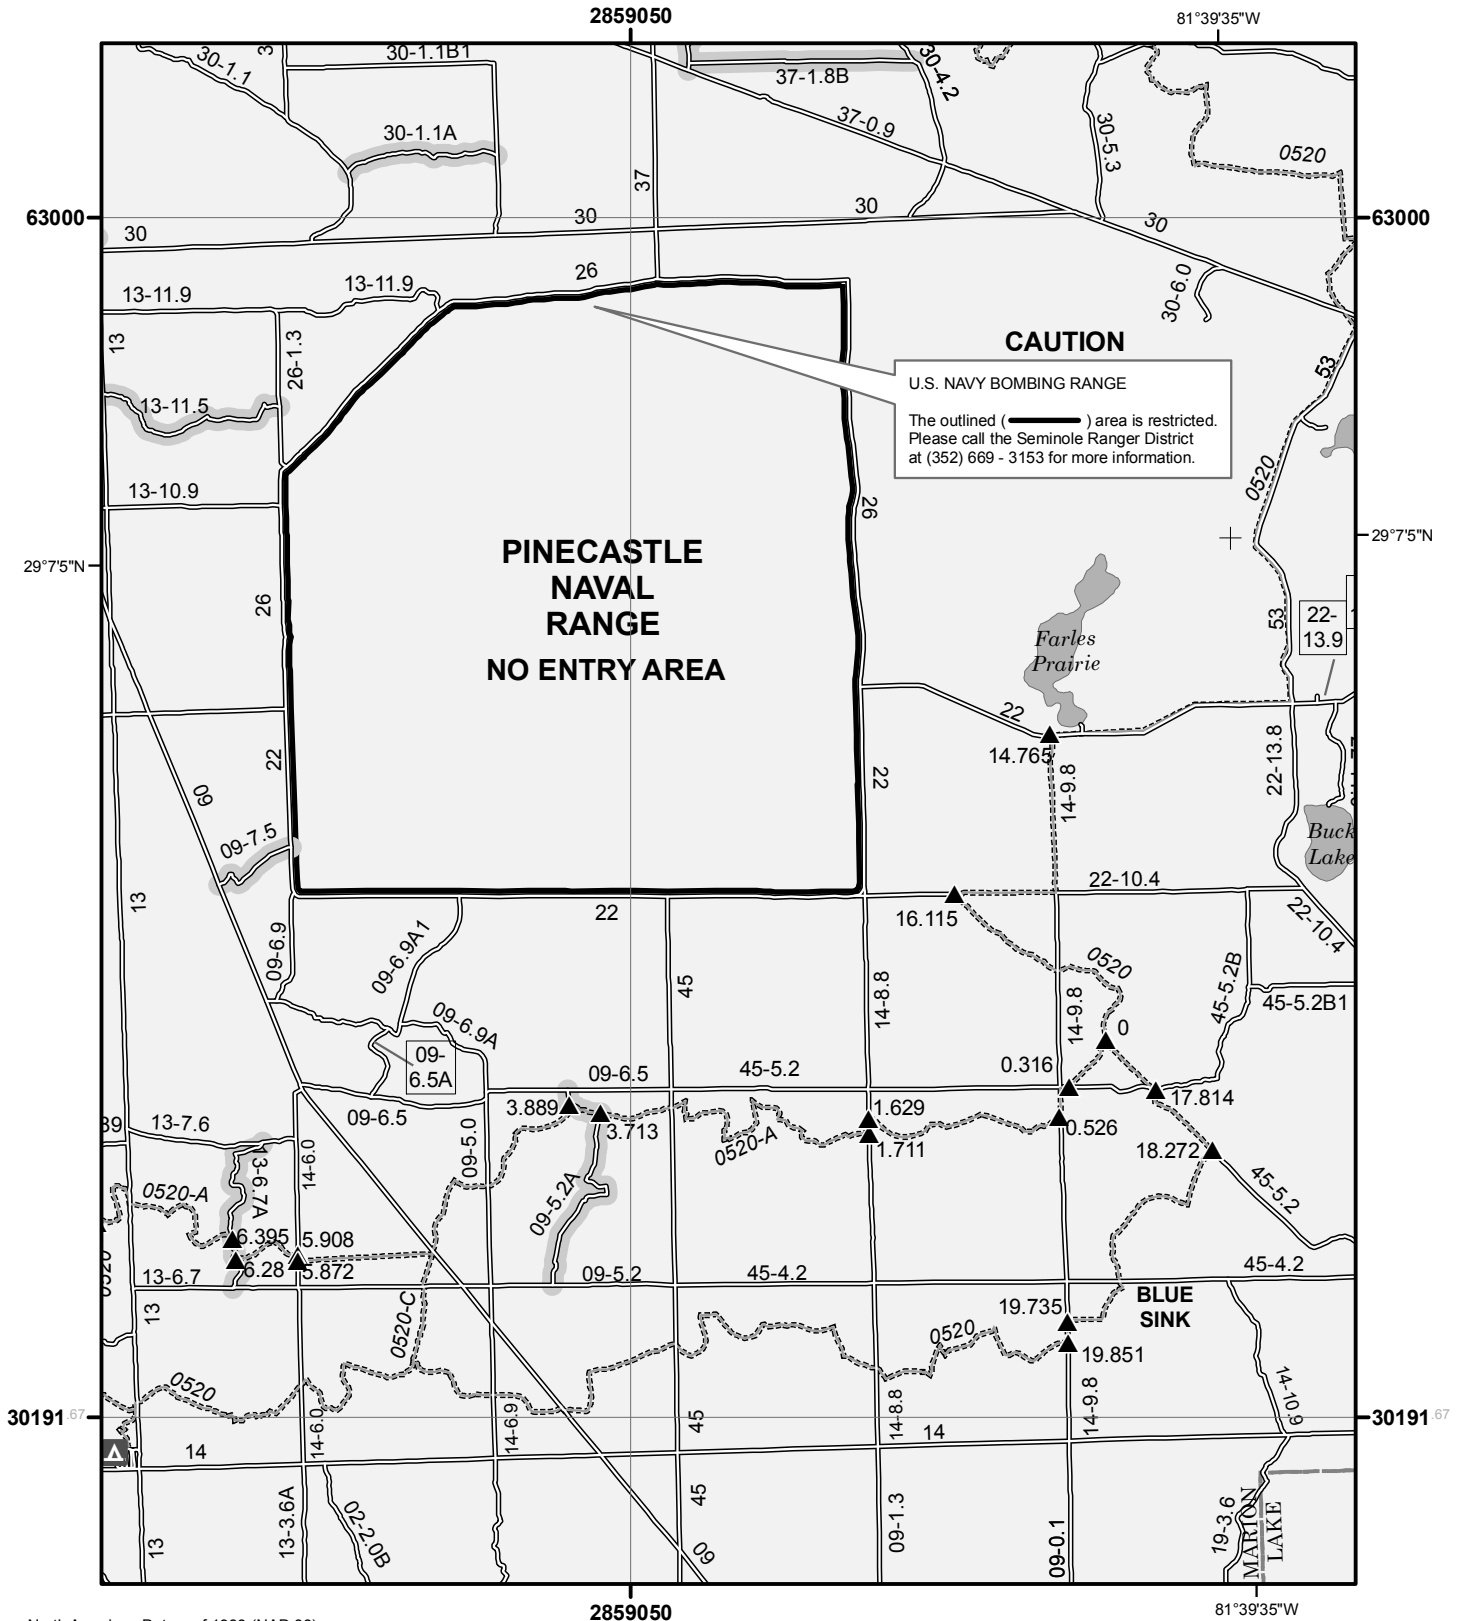 2859050
81°39'35"W
30-1.1
3
30-1.1B1
37-1.8B
30-4.2
37-0.9
30-5.3
0520
30-1.1A
37
63000
30
30
30
30
63000
26
13-11.9
13-11.9
30-6.0
13
26-1.3
CAUTION
U.S. NAVY BOMBING RANGE
The outlined ( ) area is restricted.
Please call the Seminole Ranger District
at (352) 669 - 3153 for more information.
53
13-11.5
13-10.9
0520
26
29°7'5"N
29°7'5"N
PINECASTLE
NAVAL
RANGE
NO ENTRY AREA
26
53
22-
13.9
Farles
Prairie
22
14.765
22
22
14-9.8
22-13.8
09
09-7.5
Buck
Lake
13
22-10.4
22
16.115
22-10.4
09-6.9
09-6.9A1
0520
45-5.2B
45
14-8.8
14-9.8
45-5.2B1
09-6.9A
0
09-
6.5A
09-6.5
45-5.2
0.316
17.814
09-6.5
3.889
3.713
1.629
0.526
89
13-7.6
0520-A
1.711
18.272
13-6.7A
14-6.0
09-5.0
0520-A
09-5.2A
45-5.2
6.395
5.908
6.28
5.872
0520
13-6.7
09-5.2
45-4.2
45-4.2
13
0520-C
BLUE
SINK
19.735
0520
19.851
0520
14-9.8
14-10.9
30191.67
30191.67
14-6.0
14-6.9
45
14-8.8
14
14
45
13-3.6A
02-2.0B
09-1.3
09-0.1
19-3.6
MARION
LAKE
13
09
2859050
81°39'35"W